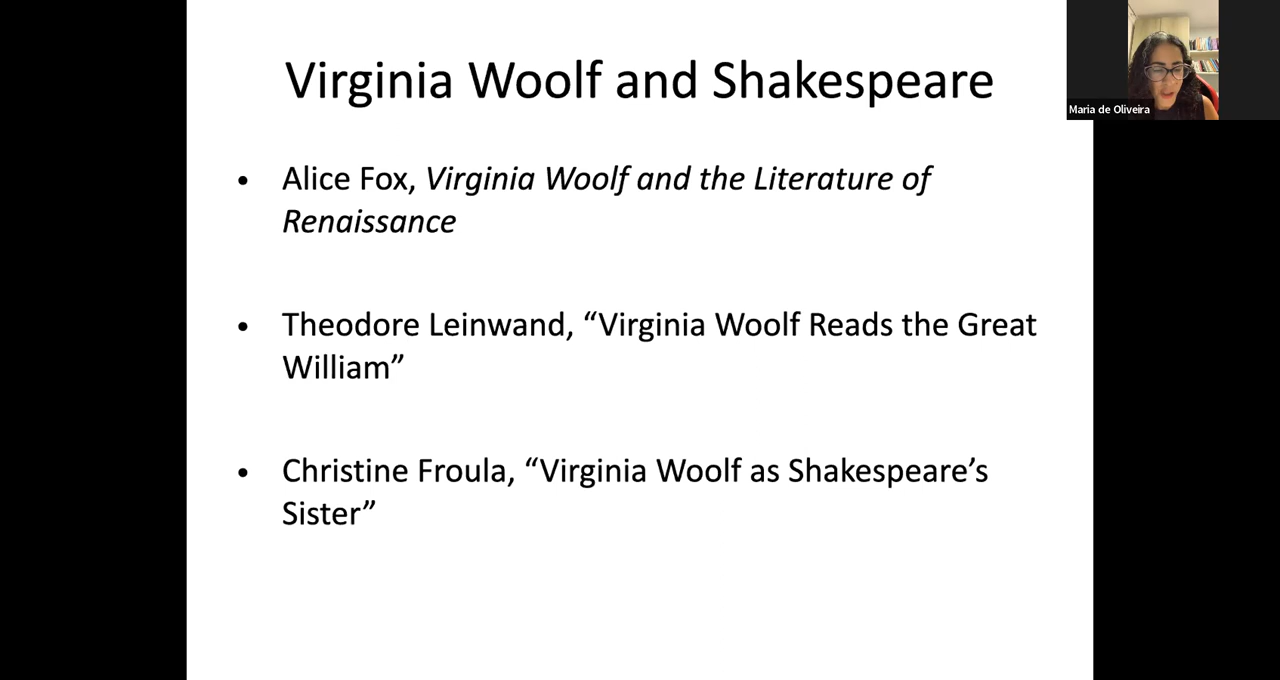 Virginia Woolf and Shakespeare
Maria de Oliveira
• Alice Fox, Virginia Woolf and the Literature of
Renaissance
• Theodore Leinwand, “Virginia Woolf Reads the Great
William”
• Christine Froula, “Virginia Woolf as Shakespeare’s
Sister”